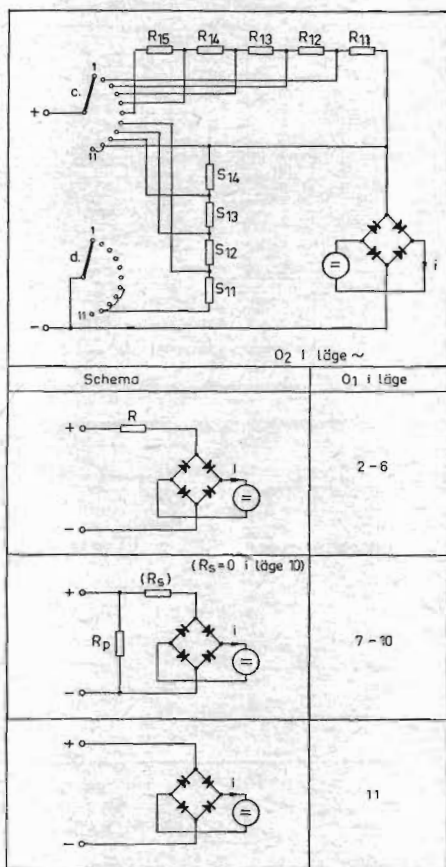 R15 R14 R13 R12 R11
1
c.
+
11
S14
S13
S12
S11
1
d.
11
-
=
i
O2 i läge ~
Schema
O1 i läge
+
R
i
=
-
2-6
(Rs=0 i läge 10)
+
(Rs)
Rp
i
=
-
7-10
+
i
=
-
11